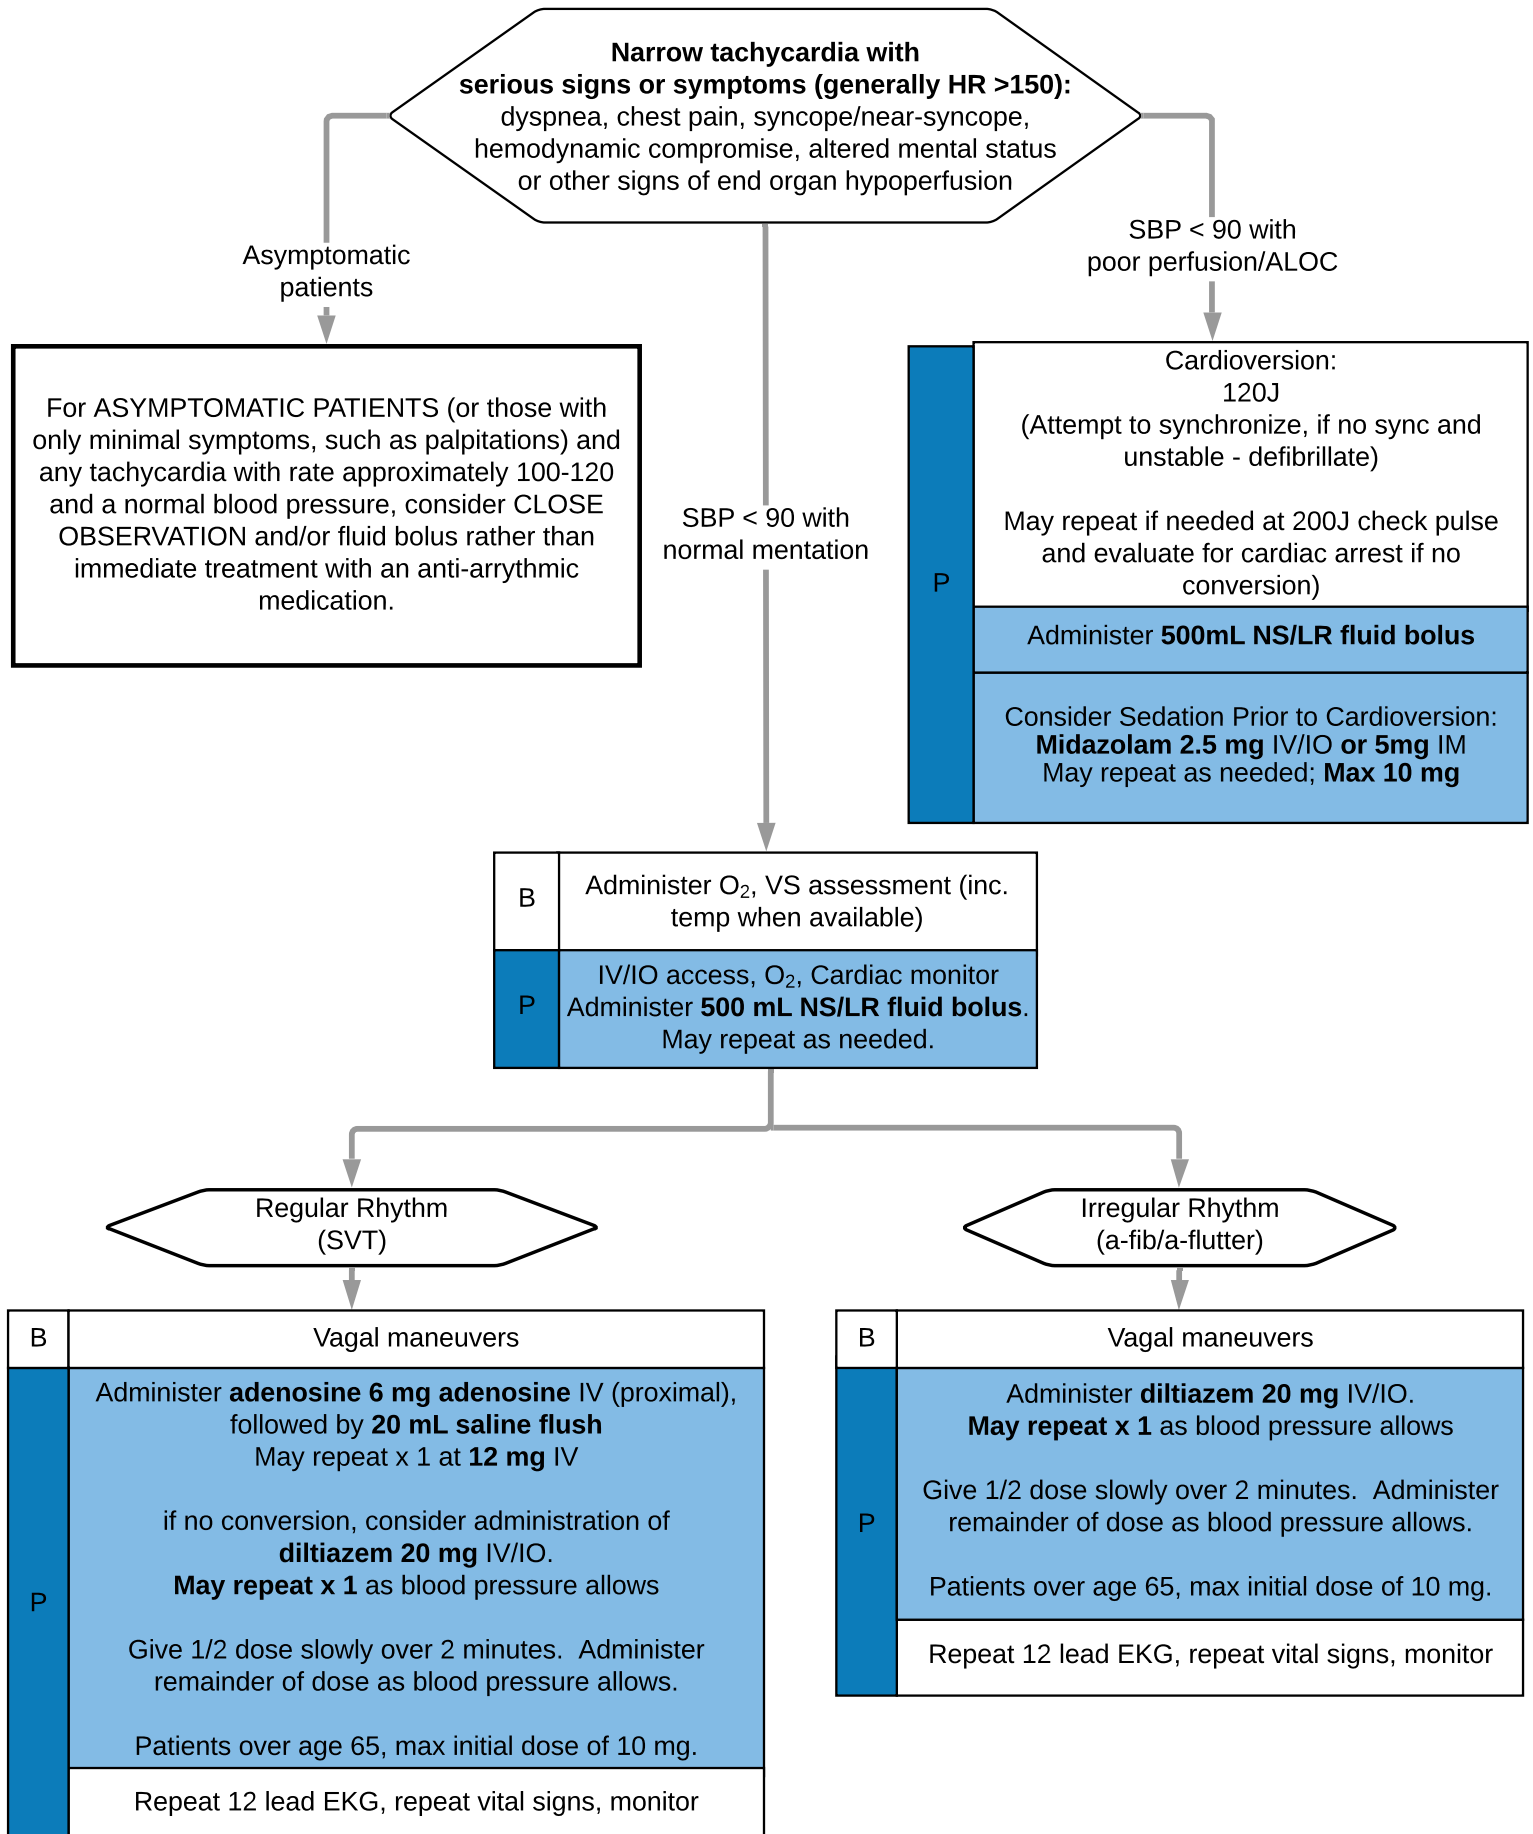 Narrow tachycardia with
serious signs or symptoms (generally HR >150):
dyspnea, chest pain, syncope/near-syncope,
hemodynamic compromise, altered mental status
or other signs of end organ hypoperfusion
Asymptomatic
patients
For ASYMPTOMATIC PATIENTS (or those with
only minimal symptoms, such as palpitations) and
any tachycardia with rate approximately 100-120
and a normal blood pressure, consider CLOSE
OBSERVATION and/or fluid bolus rather than
immediate treatment with an anti-arrythmic
medication.
SBP < 90 with
normal mentation
SBP < 90 with
poor perfusion/ALOC
P
Cardioversion:
120J
(Attempt to synchronize, if no sync and
unstable - defibrillate)
May repeat if needed at 200J check pulse
and evaluate for cardiac arrest if no
conversion)
Administer 500mL NS/LR fluid bolus
Consider Sedation Prior to Cardioversion:
Midazolam 2.5 mg IV/IO or 5mg IM
May repeat as needed; Max 10 mg
B
Administer O₂, VS assessment (inc.
temp when available)
P
IV/IO access, O₂, Cardiac monitor
Administer 500 mL NS/LR fluid bolus.
May repeat as needed.
Regular Rhythm
(SVT)
B
Vagal maneuvers
P
Administer adenosine 6 mg adenosine IV (proximal),
followed by 20 mL saline flush
May repeat x 1 at 12 mg IV
if no conversion, consider administration of
diltiazem 20 mg IV/IO.
May repeat x 1 as blood pressure allows
Give 1/2 dose slowly over 2 minutes.  Administer
remainder of dose as blood pressure allows.
Patients over age 65, max initial dose of 10 mg.
Repeat 12 lead EKG, repeat vital signs, monitor
Irregular Rhythm
(a-fib/a-flutter)
B
Vagal maneuvers
P
Administer diltiazem 20 mg IV/IO.
May repeat x 1 as blood pressure allows
Give 1/2 dose slowly over 2 minutes.  Administer
remainder of dose as blood pressure allows.
Patients over age 65, max initial dose of 10 mg.
Repeat 12 lead EKG, repeat vital signs, monitor